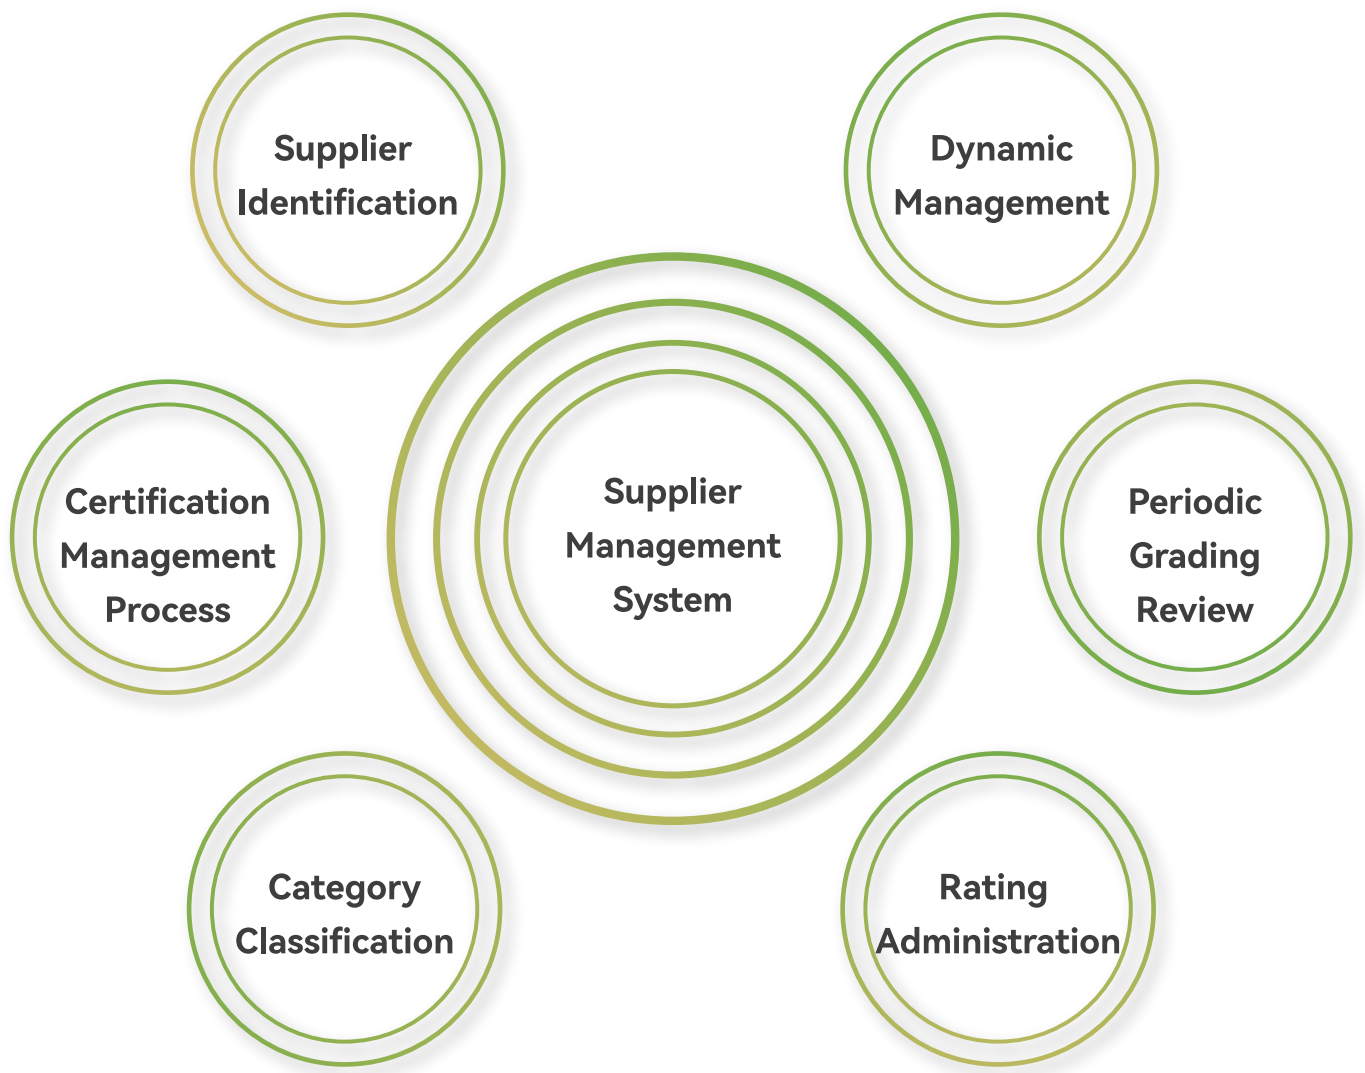 Supplier
Identification
Dynamic
Management
Certification
Management
Process
Supplier
Management
System
Periodic
Grading
Review
Category
Classification
Rating
Administration